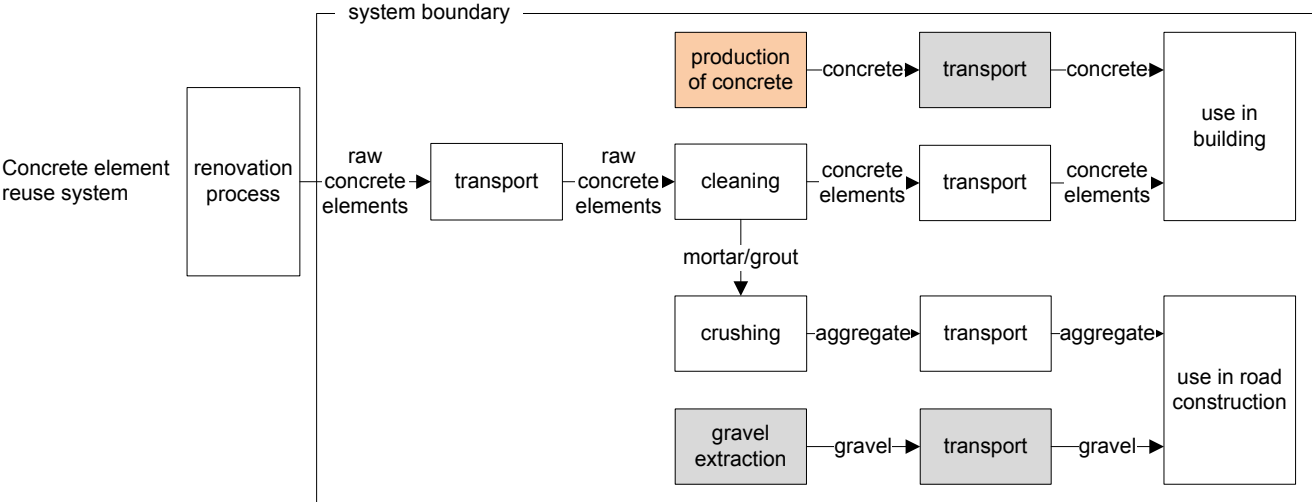 system boundary
production
of concrete
concrete
transport
concrete
use in
building
Concrete element
reuse system
renovation
process
raw
concrete
elements
transport
raw
concrete
elements
cleaning
concrete
elements
transport
concrete
elements
mortar/grout
crushing
aggregate
transport
aggregate
use in road
construction
gravel
extraction
gravel
transport
gravel